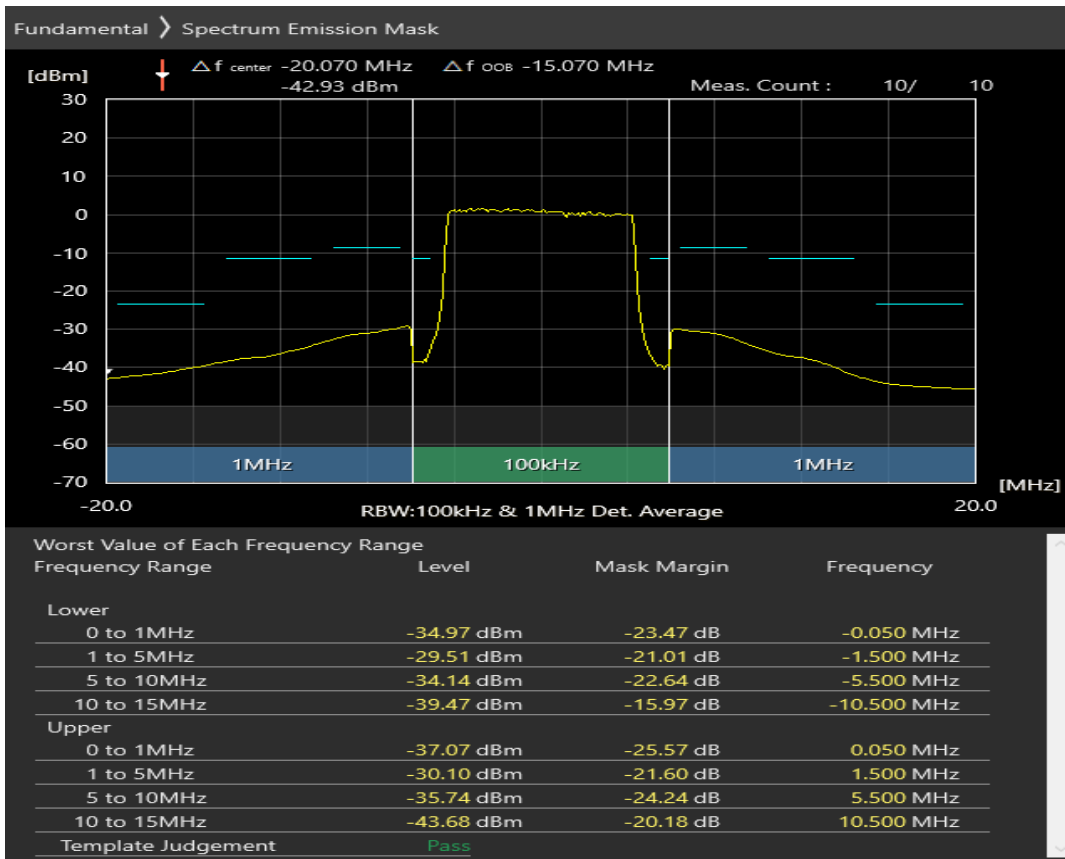 Fundamental ❯ Spectrum Emission Mask
[dBm] △f center -20.070 MHz △f OOB -15.070 MHz
-42.93 dBm Meas. Count : 10/ 10
30
20
10
0
-10
-20
-30
-40
-50
-60
1MHz 100kHz 1MHz
-70
[MHz]
-20.0 RBW:100kHz & 1MHz Det. Average 20.0
Worst Value of Each Frequency Range
Frequency Range Level Mask Margin Frequency
Lower
0 to 1MHz -34.97 dBm -23.47 dB -0.050 MHz
1 to 5MHz -29.51 dBm -21.01 dB -1.500 MHz
5 to 10MHz -34.14 dBm -22.64 dB -5.500 MHz
10 to 15MHz -39.47 dBm -15.97 dB -10.500 MHz
Upper
0 to 1MHz -37.07 dBm -25.57 dB 0.050 MHz
1 to 5MHz -30.10 dBm -21.60 dB 1.500 MHz
5 to 10MHz -35.74 dBm -24.24 dB 5.500 MHz
10 to 15MHz -43.68 dBm -20.18 dB 10.500 MHz
Template Judgement Pass